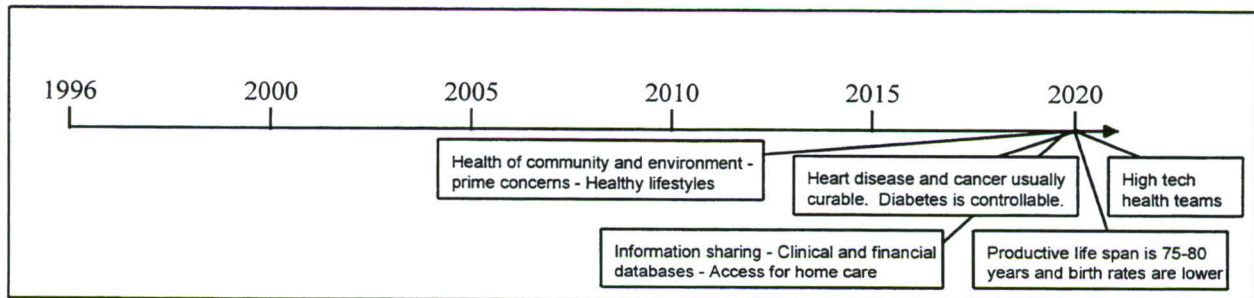 1996 2000 2005 2010 2015 2020
Health of community and environment -
prime concerns - Healthy lifestyles
Heart disease and cancer usually
curable. Diabetes is controllable.
High tech
health teams
Information sharing - Clinical and financial
databases - Access for home care
Productive life span is 75-80
years and birth rates are lower